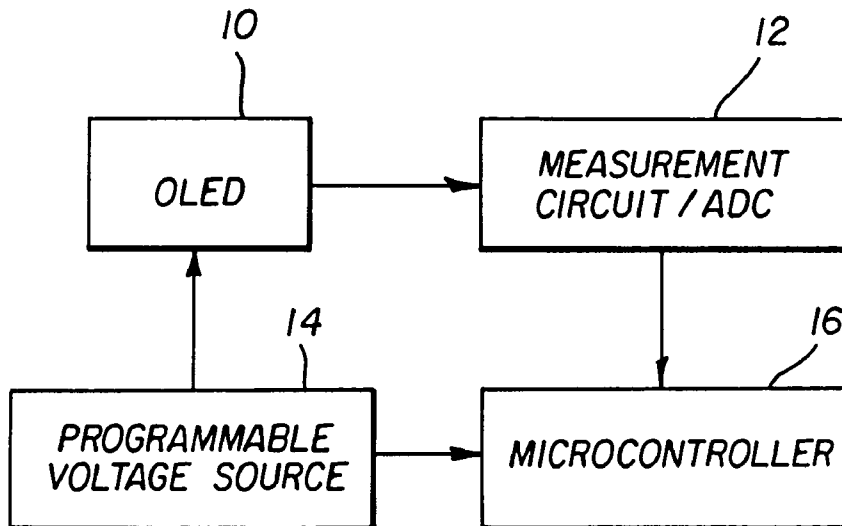 10
12
OLED
MEASUREMENT
CIRCUIT / ADC
14
16
PROGRAMMABLE
VOLTAGE SOURCE
MICROCONTROLLER